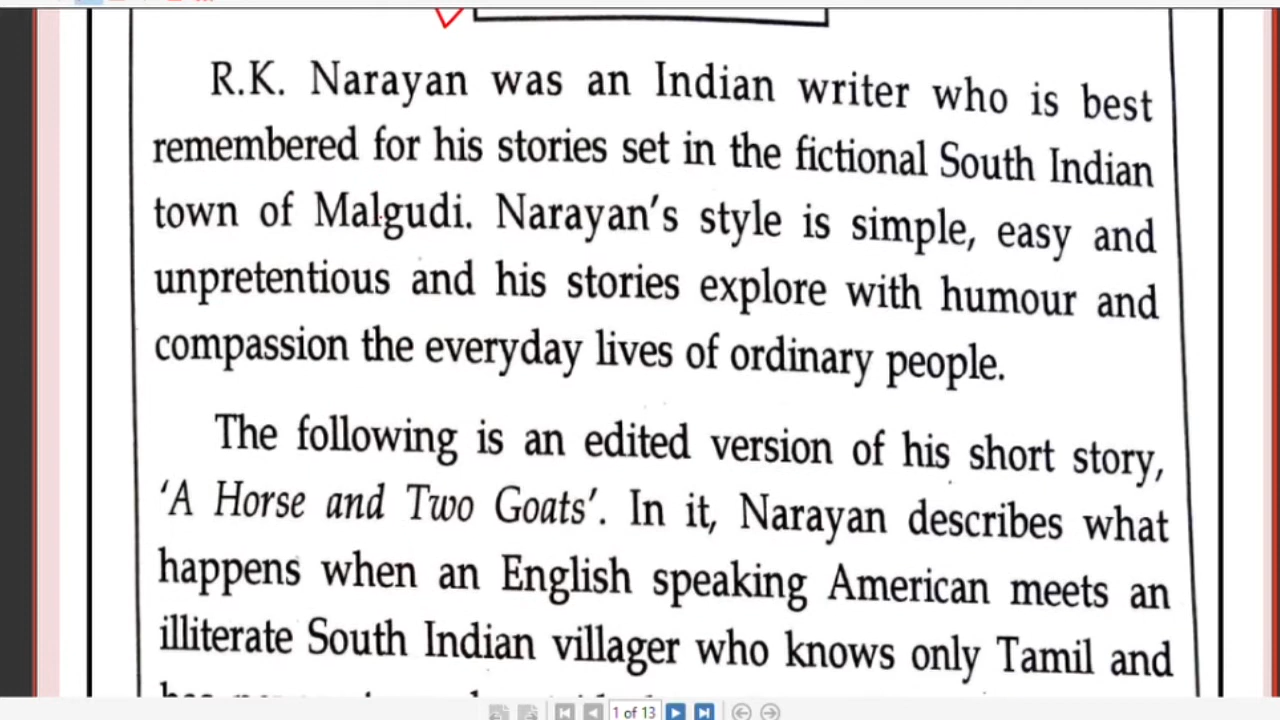 R.K. Narayan was an Indian writer who is best
remembered for his stories set in the fictional South Indian
town of Malgudi. Narayan's style is simple, easy and
unpretentious and his stories explore with humour and
compassion the everyday lives of ordinary people.
The following is an edited version of his short story,
'A Horse and Two Goats'. In it, Narayan describes what
happens when an English speaking American meets an
illiterate South Indian villager who knows only Tamil and
1 of 13